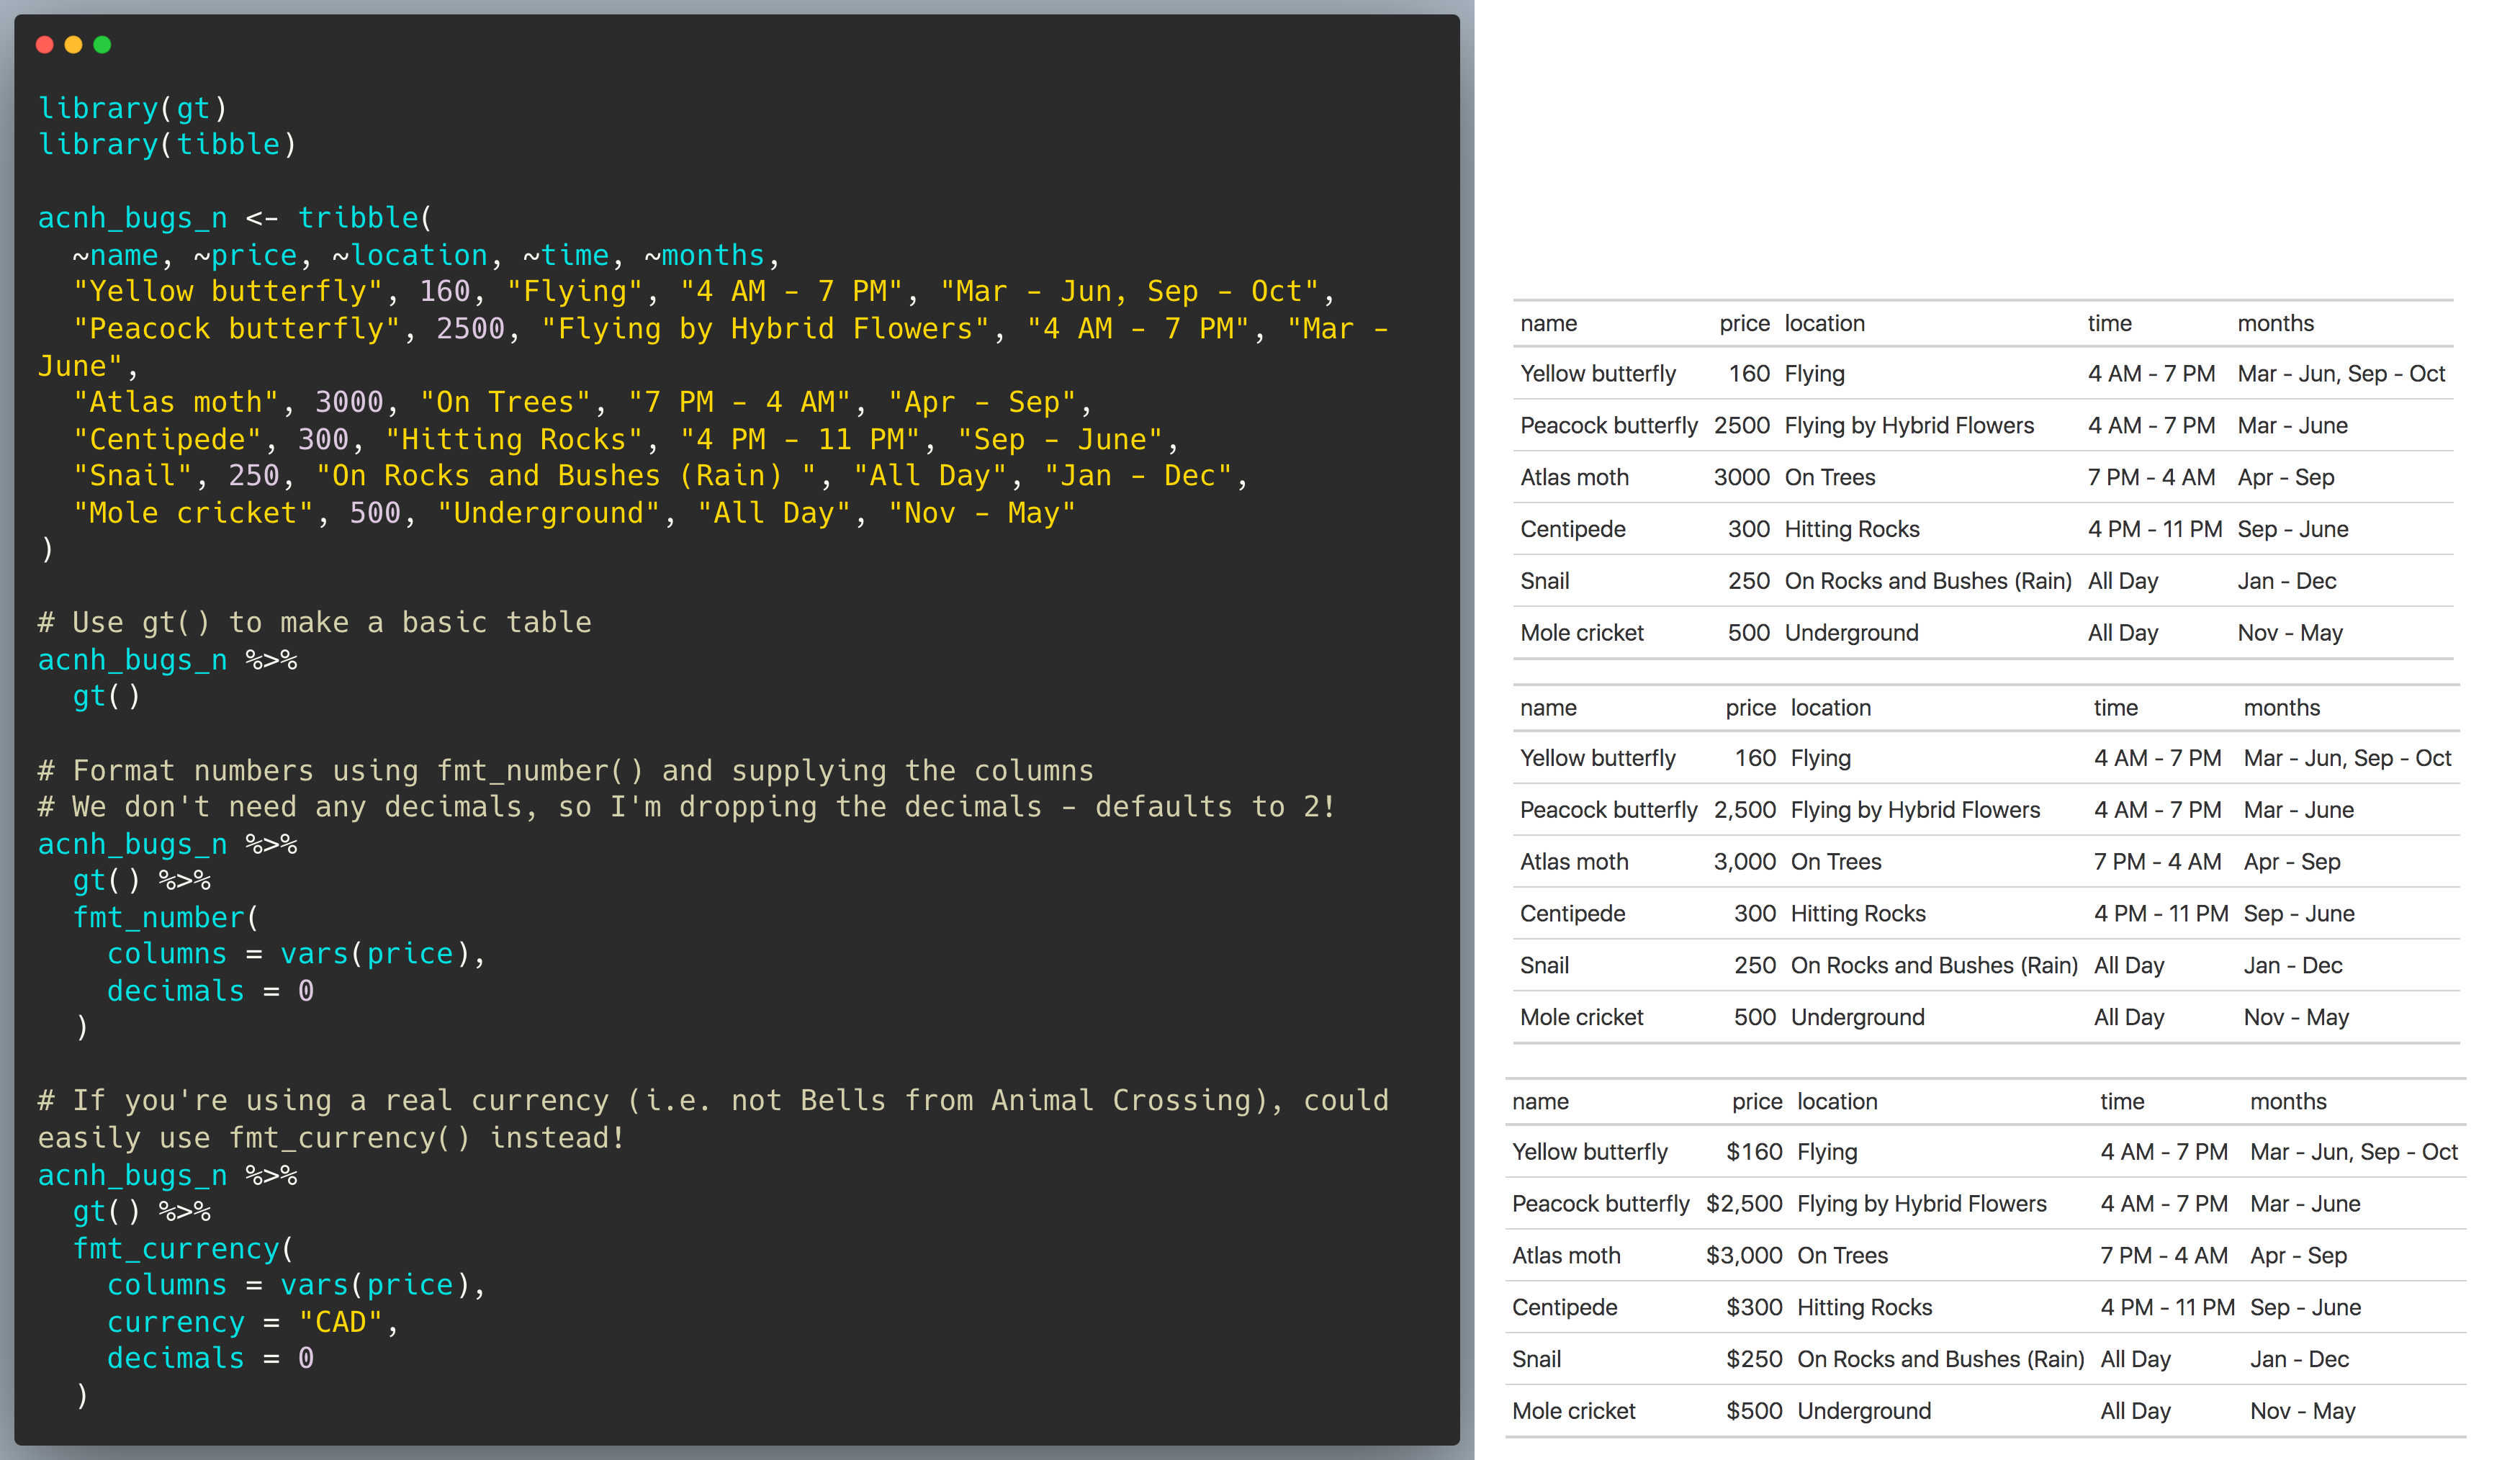 library(gt)
library(tibble)
acnh_bugs_n <- tribble(
  ~name, ~price, ~location, ~time, ~months,
  "Yellow butterfly", 160, "Flying", "4 AM - 7 PM", "Mar - Jun, Sep - Oct",
  "Peacock butterfly", 2500, "Flying by Hybrid Flowers", "4 AM - 7 PM", "Mar -
June",
  "Atlas moth", 3000, "On Trees", "7 PM - 4 AM", "Apr - Sep",
  "Centipede", 300, "Hitting Rocks", "4 PM - 11 PM", "Sep - June",
  "Snail", 250, "On Rocks and Bushes (Rain) ", "All Day", "Jan - Dec",
  "Mole cricket", 500, "Underground", "All Day", "Nov - May"
)
# Use gt() to make a basic table
acnh_bugs_n %>%
  gt()
# Format numbers using fmt_number() and supplying the columns
# We don't need any decimals, so I'm dropping the decimals - defaults to 2!
acnh_bugs_n %>%
  gt() %>%
  fmt_number(
    columns = vars(price),
    decimals = 0
  )
# If you're using a real currency (i.e. not Bells from Animal Crossing), could
easily use fmt_currency() instead!
acnh_bugs_n %>%
  gt() %>%
  fmt_currency(
    columns = vars(price),
    currency = "CAD",
    decimals = 0
  )
name price location time months
Yellow butterfly 160 Flying 4 AM - 7 PM Mar - Jun, Sep - Oct
Peacock butterfly 2500 Flying by Hybrid Flowers 4 AM - 7 PM Mar - June
Atlas moth 3000 On Trees 7 PM - 4 AM Apr - Sep
Centipede 300 Hitting Rocks 4 PM - 11 PM Sep - June
Snail 250 On Rocks and Bushes (Rain) All Day Jan - Dec
Mole cricket 500 Underground All Day Nov - May
name price location time months
Yellow butterfly 160 Flying 4 AM - 7 PM Mar - Jun, Sep - Oct
Peacock butterfly 2,500 Flying by Hybrid Flowers 4 AM - 7 PM Mar - June
Atlas moth 3,000 On Trees 7 PM - 4 AM Apr - Sep
Centipede 300 Hitting Rocks 4 PM - 11 PM Sep - June
Snail 250 On Rocks and Bushes (Rain) All Day Jan - Dec
Mole cricket 500 Underground All Day Nov - May
name price location time months
Yellow butterfly $160 Flying 4 AM - 7 PM Mar - Jun, Sep - Oct
Peacock butterfly $2,500 Flying by Hybrid Flowers 4 AM - 7 PM Mar - June
Atlas moth $3,000 On Trees 7 PM - 4 AM Apr - Sep
Centipede $300 Hitting Rocks 4 PM - 11 PM Sep - June
Snail $250 On Rocks and Bushes (Rain) All Day Jan - Dec
Mole cricket $500 Underground All Day Nov - May